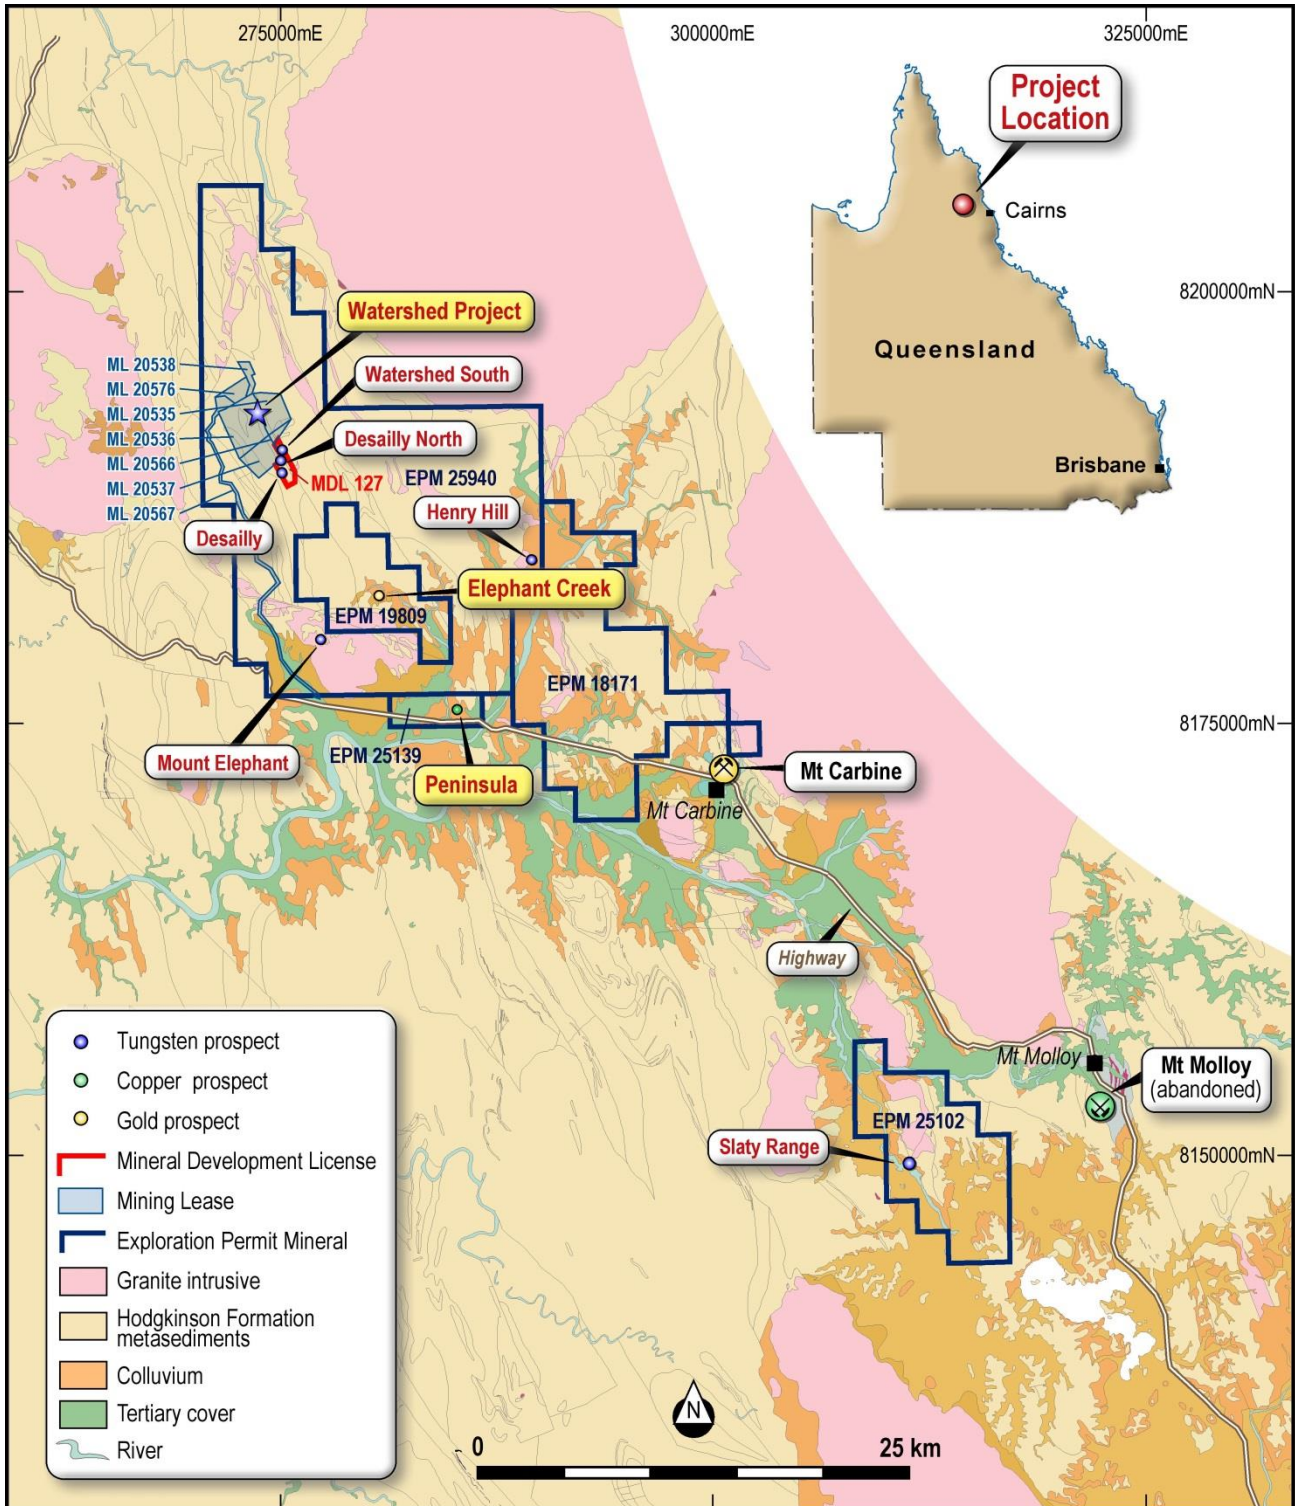 275000mE
300000mE
325000mE
Project
Location
Cairns
8200000mN
Queensland
Brisbane
Watershed Project
ML 20538
ML 20576
ML 20535
ML 20536
ML 20566
ML 20537
ML 20567
Watershed South
Desailly North
MDL 127
EPM 25940
Henry Hill
Desailly
Elephant Creek
EPM 19809
EPM 18171
8175000mN
Mount Elephant
EPM 25139
Peninsula
Mt Carbine
Mt Carbine
Highway
Mt Molloy
Mt Molloy
(abandoned)
EPM 25102
Slaty Range
8150000mN
Tungsten prospect
Copper prospect
Gold prospect
Mineral Development License
Mining Lease
Exploration Permit Mineral
Granite intrusive
Hodgkinson Formation
metasediments
Colluvium
Tertiary cover
River
N
0
25 km